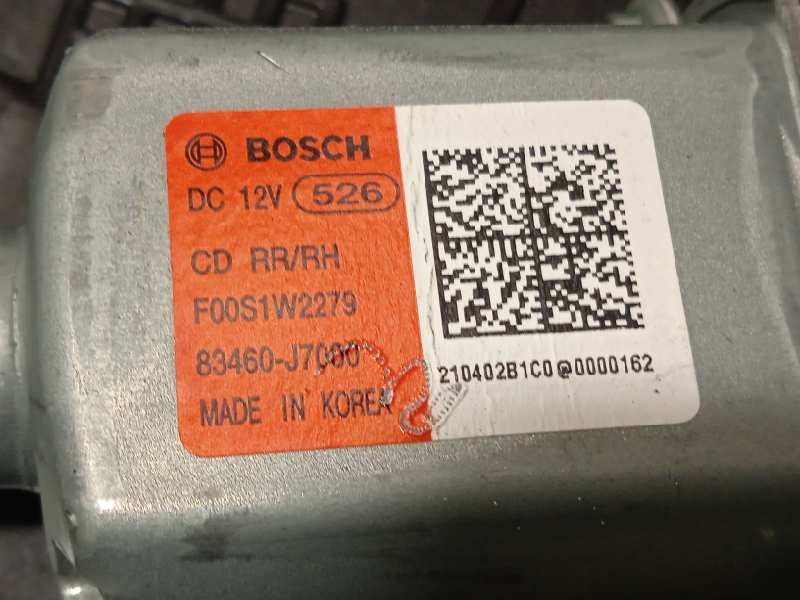 BOSCH
DC 12V 526
CD RR/RH
F00S1W2279
83460-J7000
MADE IN KOREA
210402B1C0@0000162